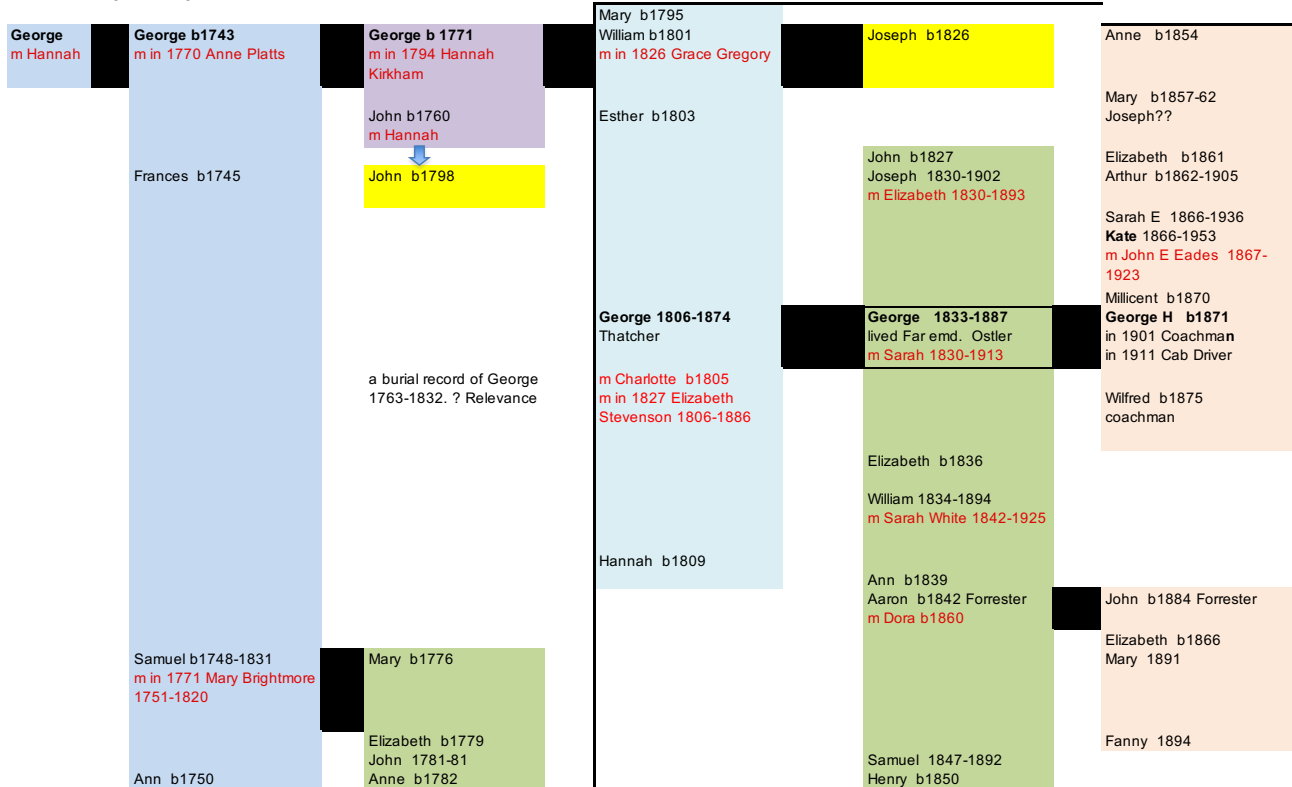 George
m Hannah
George b1743
m in 1770 Anne Platts
Frances b1745
Samuel b1748-1831
m in 1771 Mary Brightmore
1751-1820
Ann b1750
George b 1771
m in 1794 Hannah
Kirkham
John b1760
m Hannah
John b1798
a burial record of George
1763-1832. ? Relevance
Mary b1776
Elizabeth b1779
John 1781-81
Anne b1782
Mary b1795
William b1801
m in 1826 Grace Gregory
Esther b1803
George 1806-1874
Thatcher
m Charlotte b1805
m in 1827 Elizabeth
Stevenson 1806-1886
Hannah b1809
Joseph b1826
John b1827
Joseph 1830-1902
m Elizabeth 1830-1893
George 1833-1887
lived Far emd. Ostler
m Sarah 1830-1913
Elizabeth b1836
William 1834-1894
m Sarah White 1842-1925
Ann b1839
Aaron b1842 Forrester
m Dora b1860
Samuel 1847-1892
Henry b1850
Anne b1854
Mary b1857-62
Joseph??
Elizabeth b1861
Arthur b1862-1905
Sarah E 1866-1936
Kate 1866-1953
m John E Eades 1867-
1923
Millicent b1870
George H b1871
in 1901 Coachman
in 1911 Cab Driver
Wilfred b1875
coachman
John b1884 Forrester
Elizabeth b1866
Mary 1891
Fanny 1894